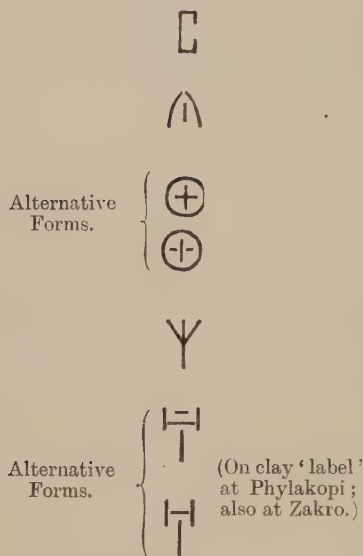 Alternative
Forms.
Alternative
Forms.
(On clay ‘label’
at Phylakopi ;
also at Zakro.)